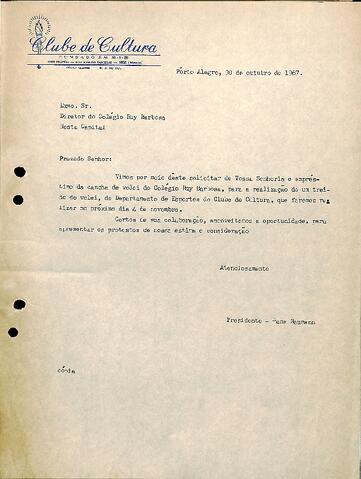 Clube de Cultura
FUNDADO EM
Pôrto Alegre, 30 de outubro de 1967.
Exmo. Sr.
Diretor do Colégio Ruy Barbosa
Nesta Capital
Prezado Senhor:
Vimos por meio deste solicitar de Vossa Senhoria o emprés-
timo da cancha de volei do Colégio Ruy Barbosa, para a realização de um trei-
no de volei, do Departamento de Esportes do Clube de Cultura, que faremos rea
lizar no próximo dia 4 de novembro.
Certos de sua colaboração, aproveitamos a oportunidade, para
apresentar os protestos de nossa estima e consideração
Atenciosamente
Presidente - Hans Baumann
cópia